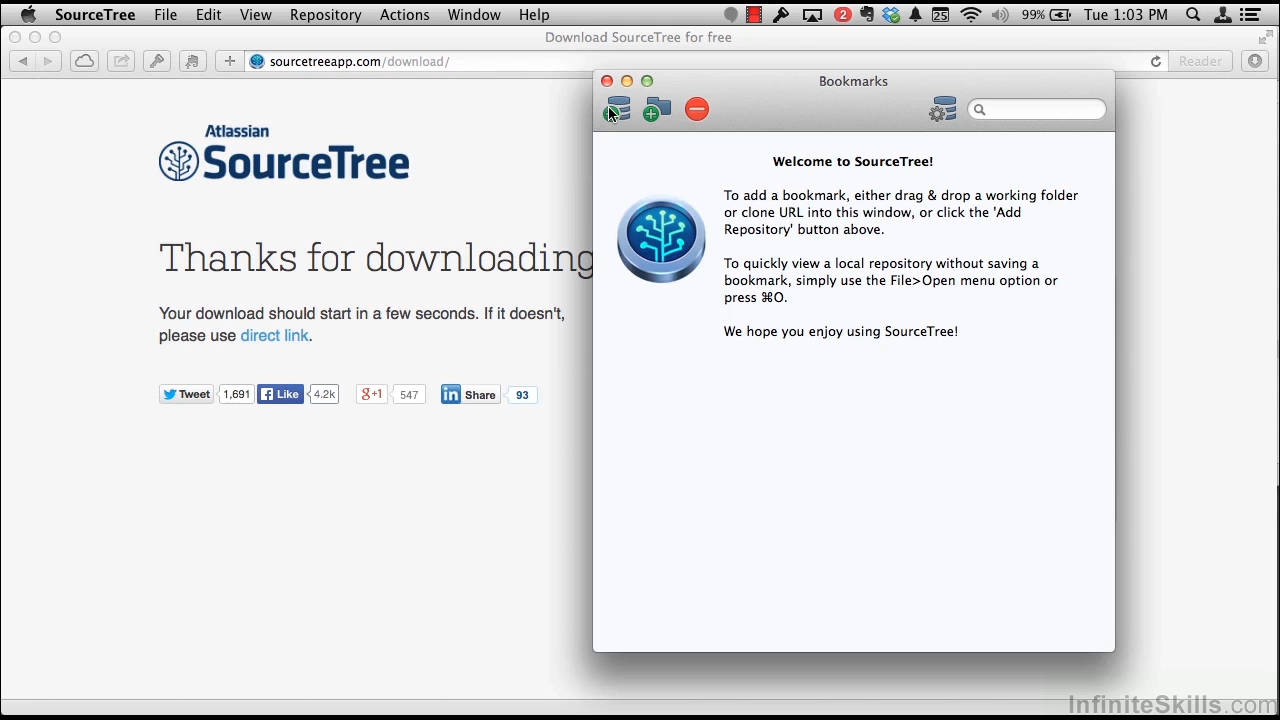 SourceTree File Edit View Repository Actions Window Help 2 25 99% Tue 1:03 PM
Download SourceTree for free
sourcetreeapp.com/download/ Reader
Bookmarks
Atlassian
SourceTree
Thanks for downloading
Your download should start in a few seconds. If it doesn't,
please use direct link.
Tweet 1,691 Like 4.2k g+1 547 in Share 93
Welcome to SourceTree!
To add a bookmark, either drag & drop a working folder
or clone URL into this window, or click the 'Add
Repository' button above.
To quickly view a local repository without saving a
bookmark, simply use the File>Open menu option or
press ⌘O.
We hope you enjoy using SourceTree!
InfiniteSkills.com